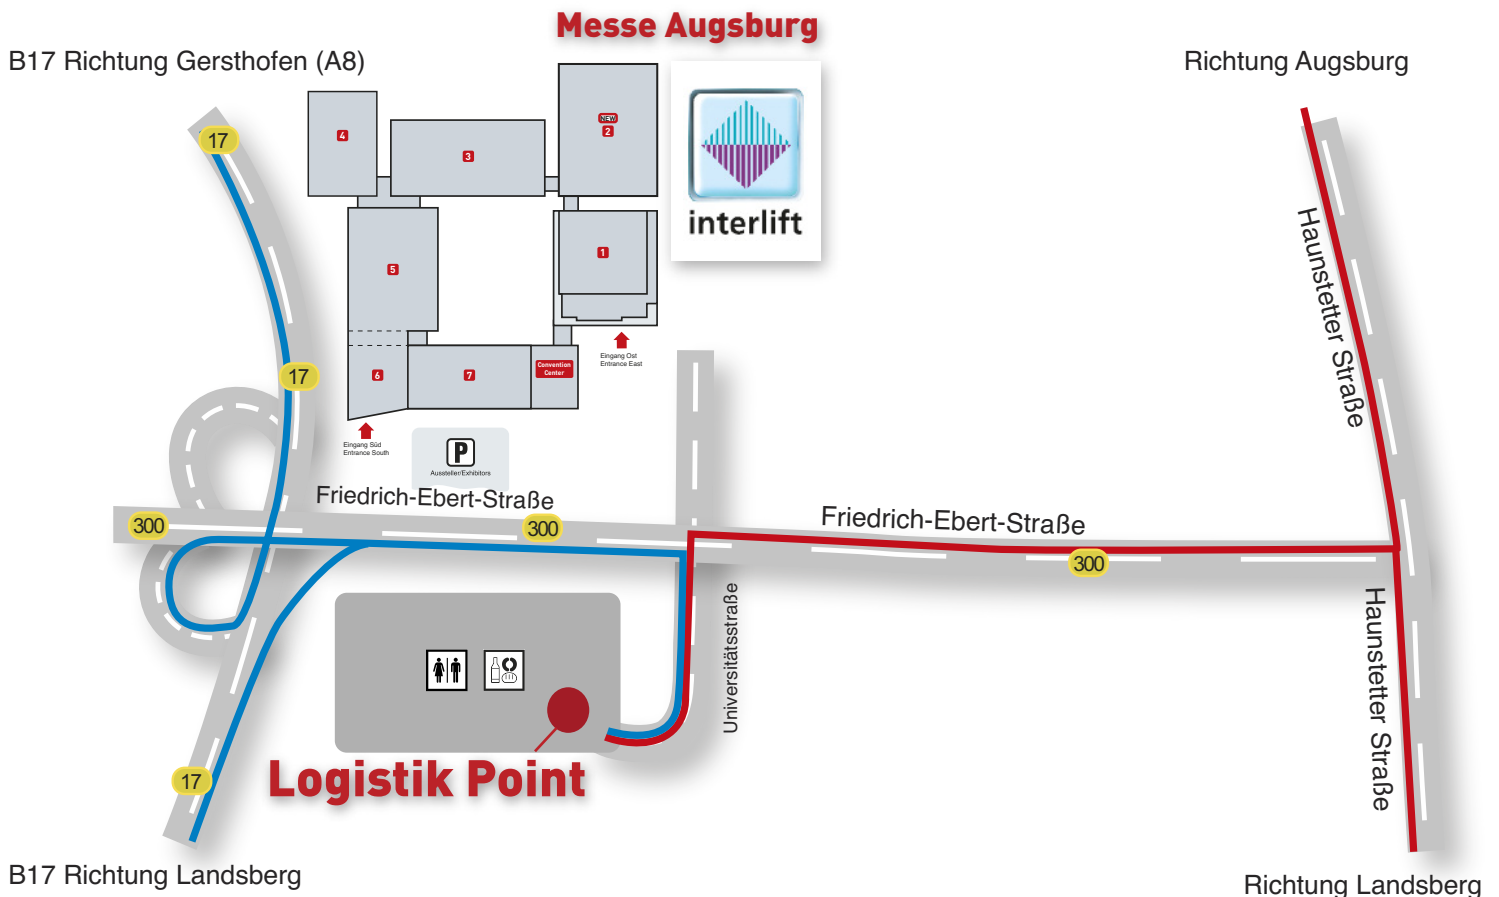 Messe Augsburg
B17 Richtung Gersthofen (A8)
Richtung Augsburg
17
4
3
NEW
2
interlift
1
5
Haunstetter Straße
Eingang Ost
Entrance East
17
6
7
Convention
Center
Eingang Süd
Entrance South
P
Aussteller/Exhibitors
Friedrich-Ebert-Straße
300
300
Friedrich-Ebert-Straße
300
Universitätsstraße
Haunstetter Straße
Logistik Point
17
B17 Richtung Landsberg
Richtung Landsberg